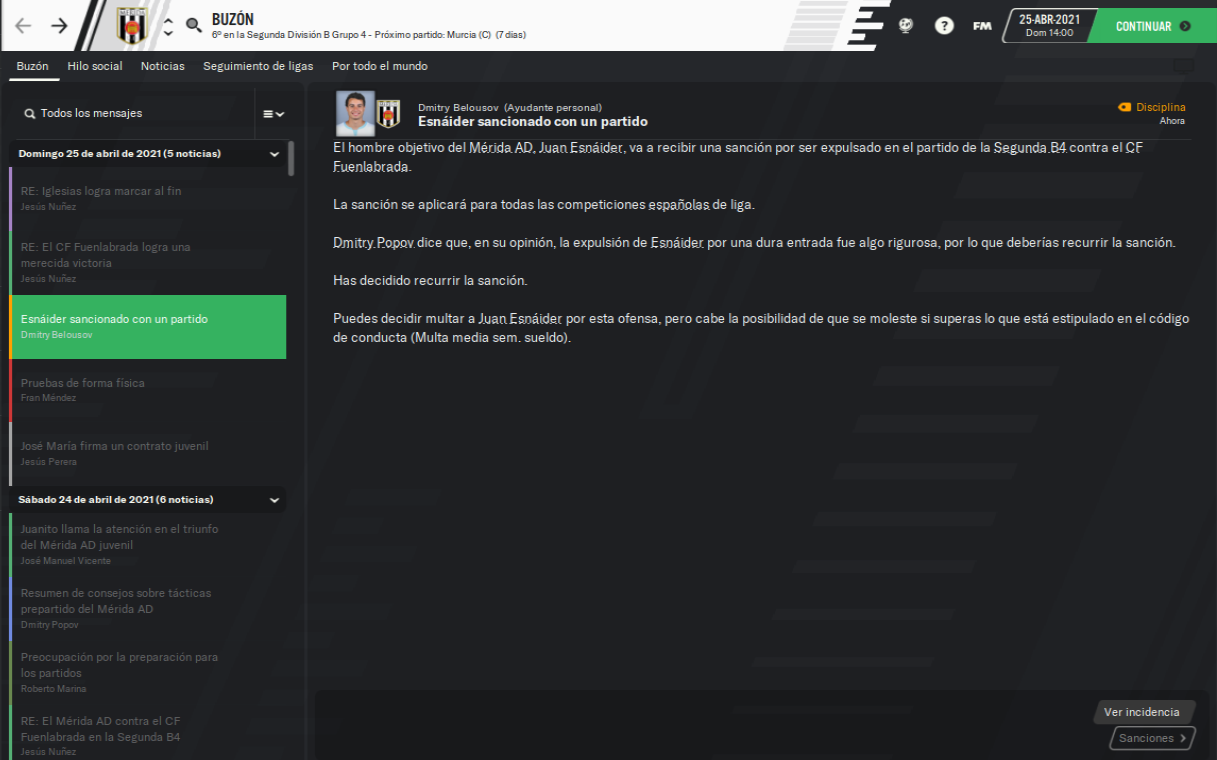 BUZÓN
6º en la Segunda División B Grupo 4 - Próximo partido: Murcia (C) (7 días)
?
FM
25-ABR-2021
Dom 14:00
CONTINUAR
Buzón
Hilo social
Noticias
Seguimiento de ligas
Por todo el mundo
Todos los mensajes
Domingo 25 de abril de 2021 (5 noticias)
RE: Iglesias logra marcar al fin
Jesús Nuñez
RE: El CF Fuenlabrada logra una
merecida victoria
Jesús Nuñez
Esnáider sancionado con un partido
Dmitry Belousov
Pruebas de forma física
Fran Méndez
José María firma un contrato juvenil
Jesús Perera
Sábado 24 de abril de 2021 (6 noticias)
Juanito llama la atención en el triunfo
del Mérida AD juvenil
José Manuel Vicente
Resumen de consejos sobre tácticas
prepartido del Mérida AD
Dmitry Popov
Preocupación por la preparación para
los partidos
Roberto Marina
RE: El Mérida AD contra el CF
Fuenlabrada en la Segunda B4
Jesús Nuñez
Dmitry Belousov (Ayudante personal)
Esnáider sancionado con un partido
Disciplina
Ahora
El hombre objetivo del Mérida AD, Juan Esnáider, va a recibir una sanción por ser expulsado en el partido de la Segunda B4 contra el CF
Fuenlabrada.
La sanción se aplicará para todas las competiciones españolas de liga.
Dmitry Popov dice que, en su opinión, la expulsión de Esnáider por una dura entrada fue algo rigurosa, por lo que deberías recurrir la sanción.
Has decidido recurrir la sanción.
Puedes decidir multar a Juan Esnáider por esta ofensa, pero cabe la posibilidad de que se moleste si superas lo que está estipulado en el código
de conducta (Multa media sem. sueldo).
Ver incidencia
Sanciones